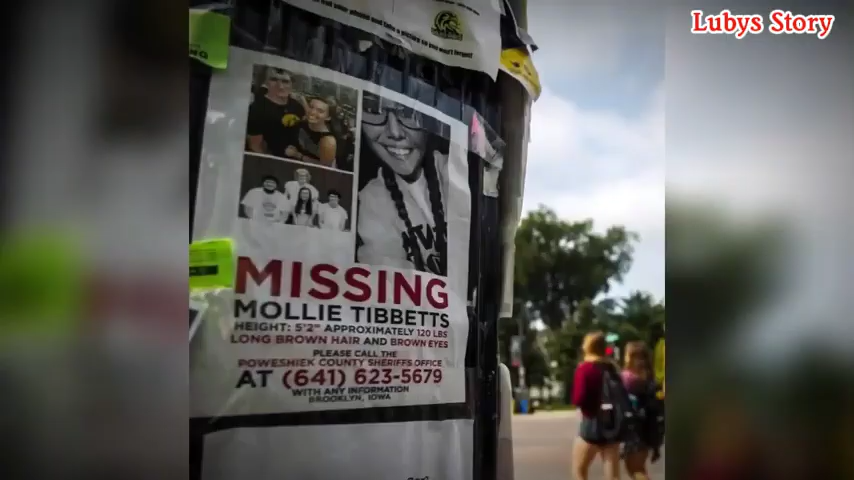 Lubys Story
MISSING
MOLLIE TIBBETTS
HEIGHT: 5'2" APPROXIMATELY 120 LBS
LONG BROWN HAIR AND BROWN EYES
PLEASE CALL THE
POWESHIEK COUNTY SHERIFFS OFFICE
AT (641) 623-5679
WITH ANY INFORMATION
BROOKLYN, IOWA